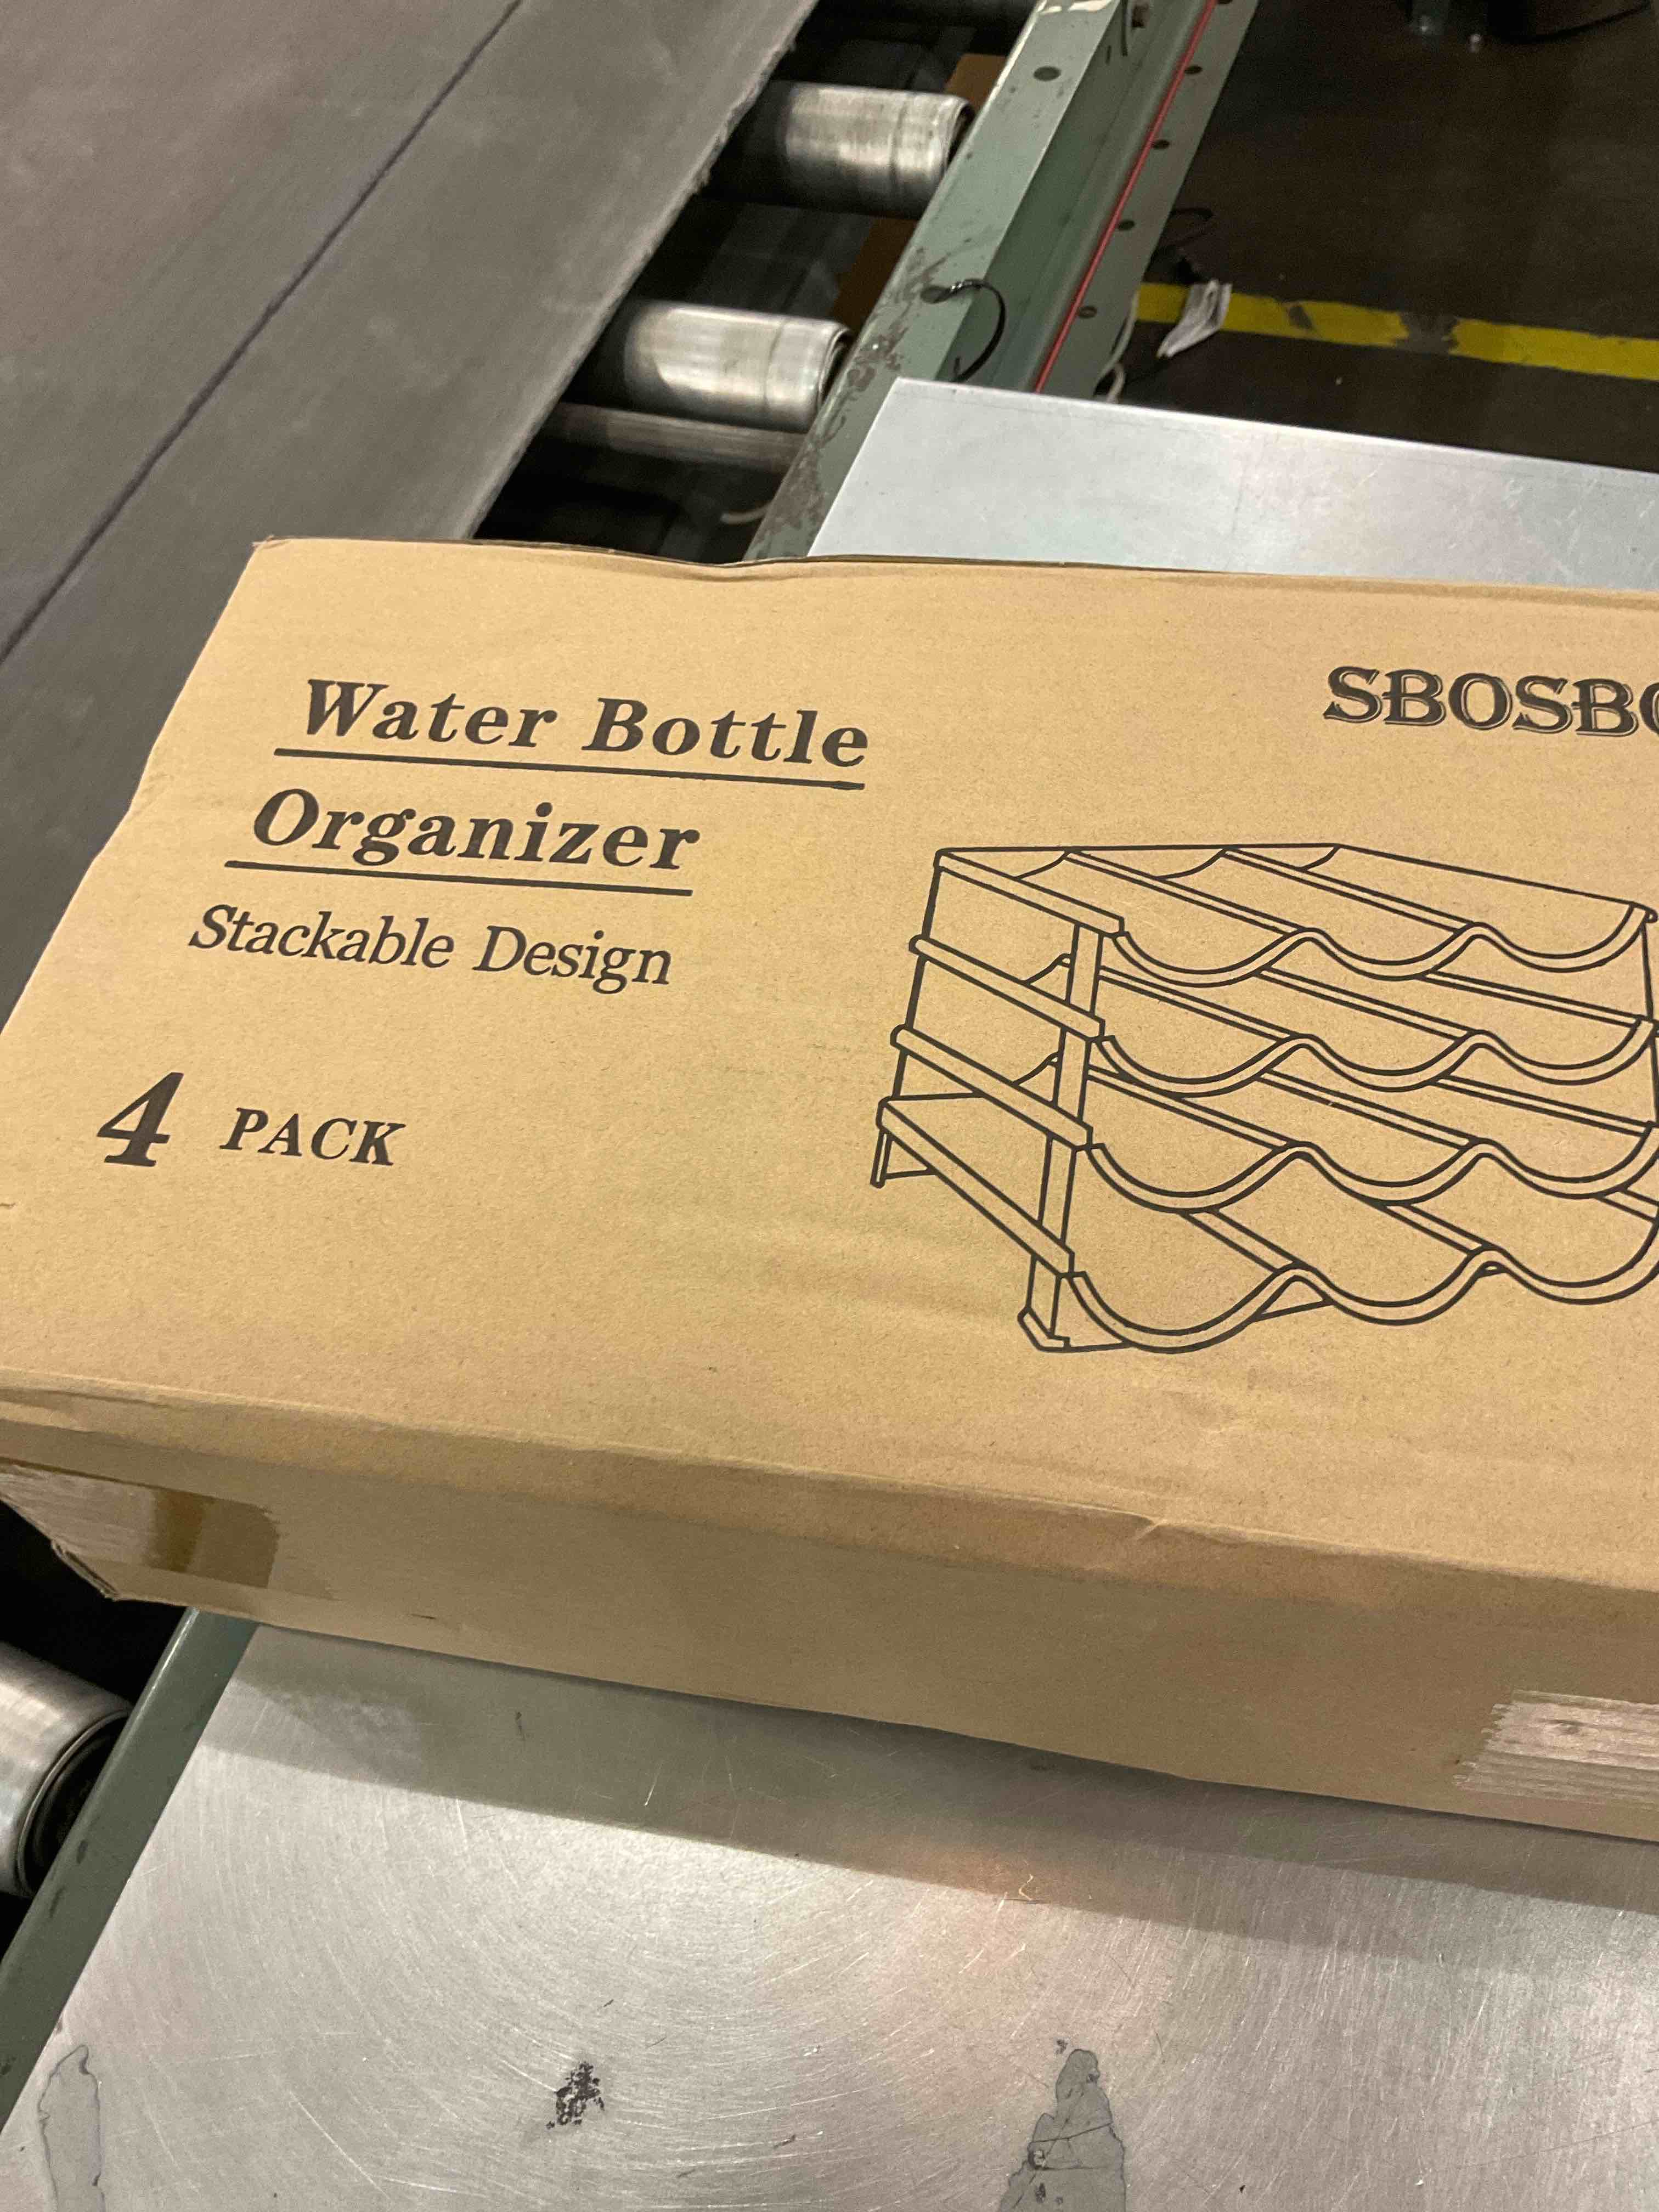 Water Bottle
Organizer
Stackable Design
4 PACK